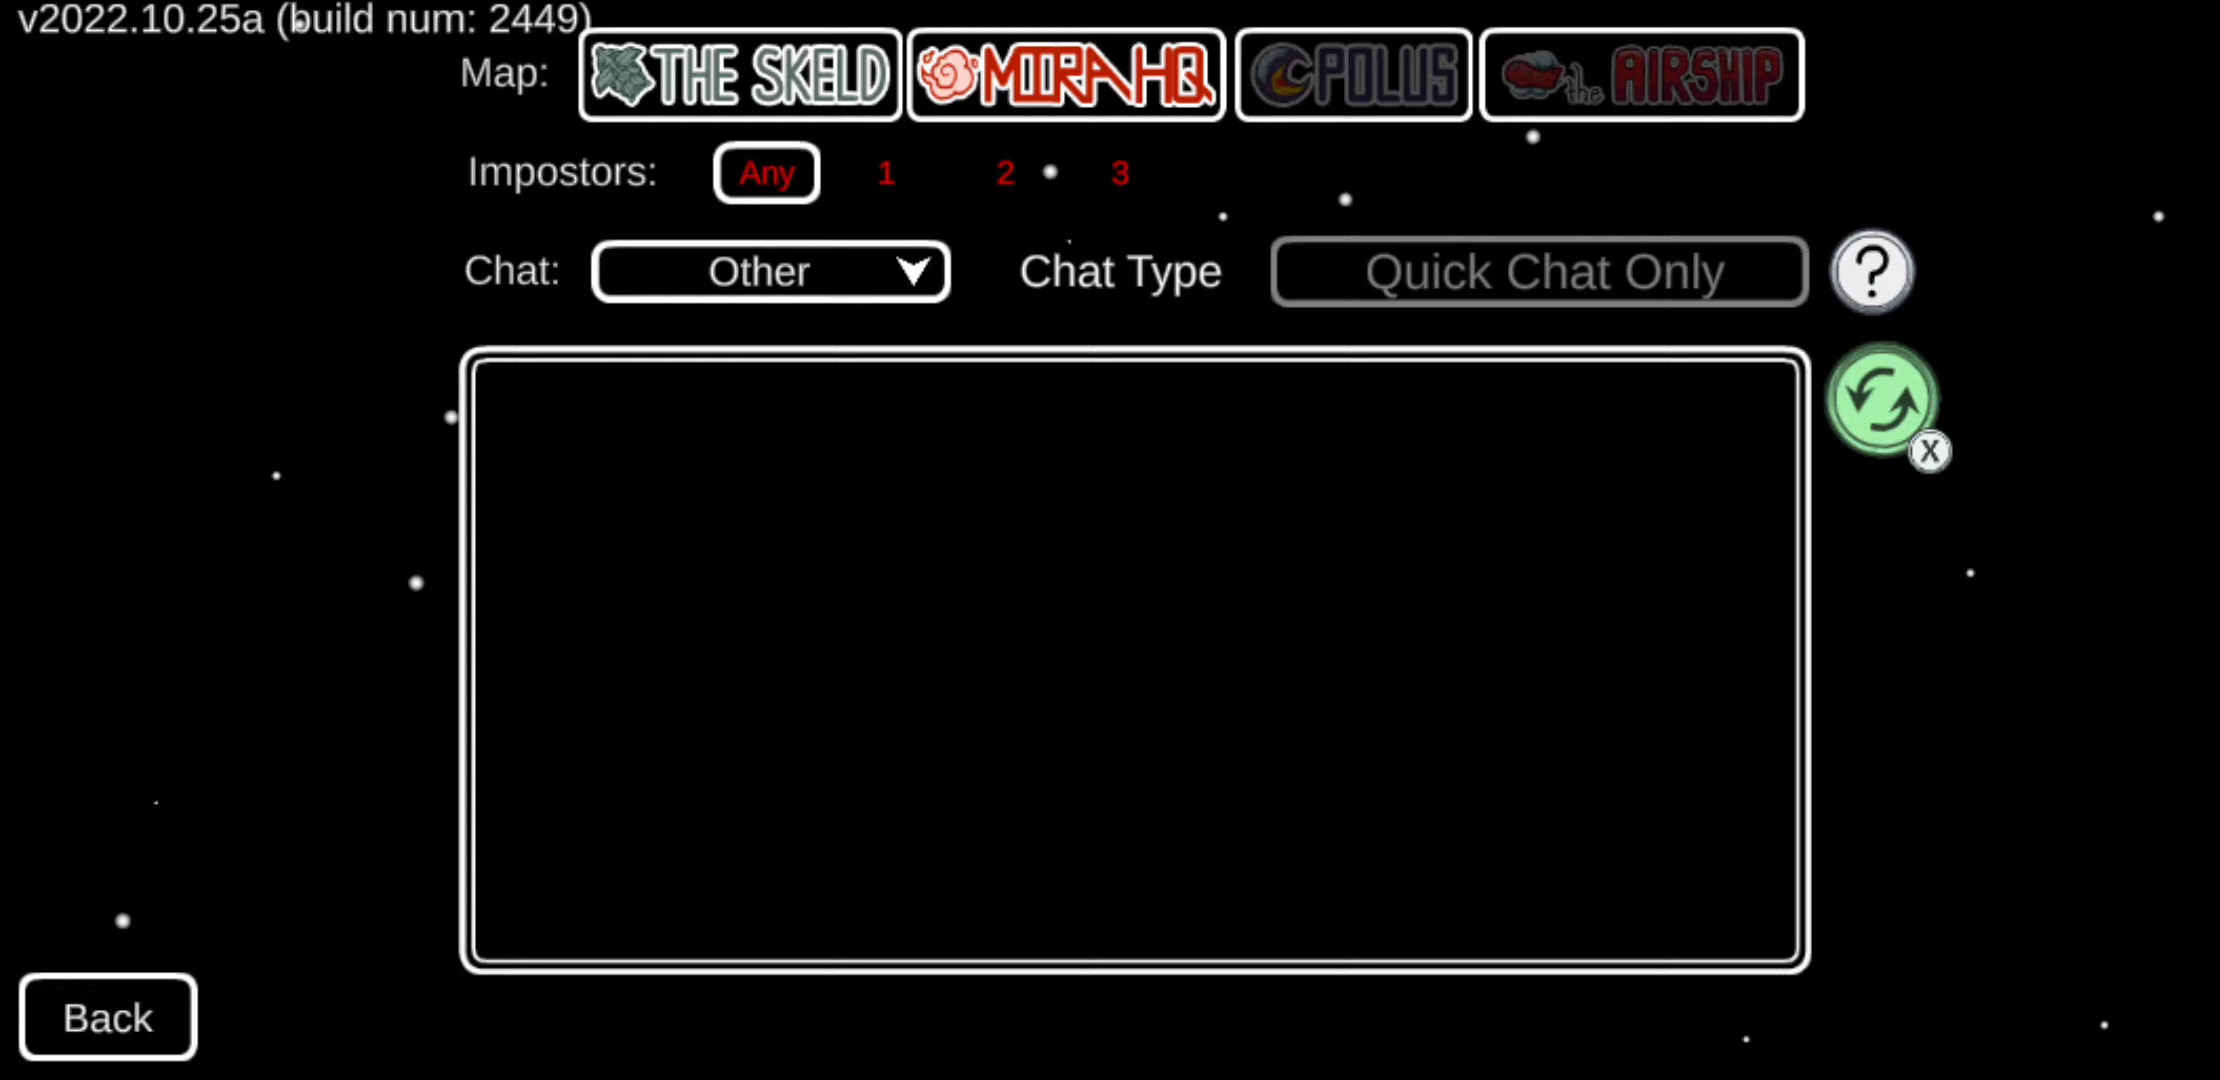 v2022.10.25a (build num: 2449)
Map: THE SKELD MIRA HQ POLUS the AIRSHIP
Impostors: Any 1 2 3
Chat: Other Chat Type Quick Chat Only ?
X
Back